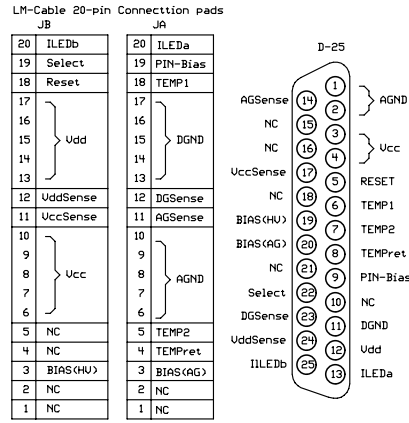 LM-Cable 20-pin Connecttion pads
JB JA
20 ILEDb 20 ILEDa
19 Select 19 PIN-Bias
18 Reset 18 TEMP1
17 17
16 16
15 Vdd 15 DGND
14 14
13 13
12 VddSense 12 DGSense
11 VccSense 11 AGSense
10 10
9 9
8 Vcc 8 AGND
7 7
6 6
5 NC 5 TEMP2
4 NC 4 TEMPret
3 BIAS(HV) 3 BIAS(AG)
2 NC 2 NC
1 NC 1 NC
D-25
1
AGSense 14 AGND
2
NC 15
3
NC 16 Vcc
4
VccSense 17
5 RESET
NC 18
6 TEMP1
BIAS(HV) 19
7 TEMP2
BIAS(AG) 20
8 TEMPret
NC 21
9 PIN-Bias
Select 22
10 NC
DGSense 23
11 DGND
VddSense 24
12 Vdd
I1LEDb 25
13 ILEDa